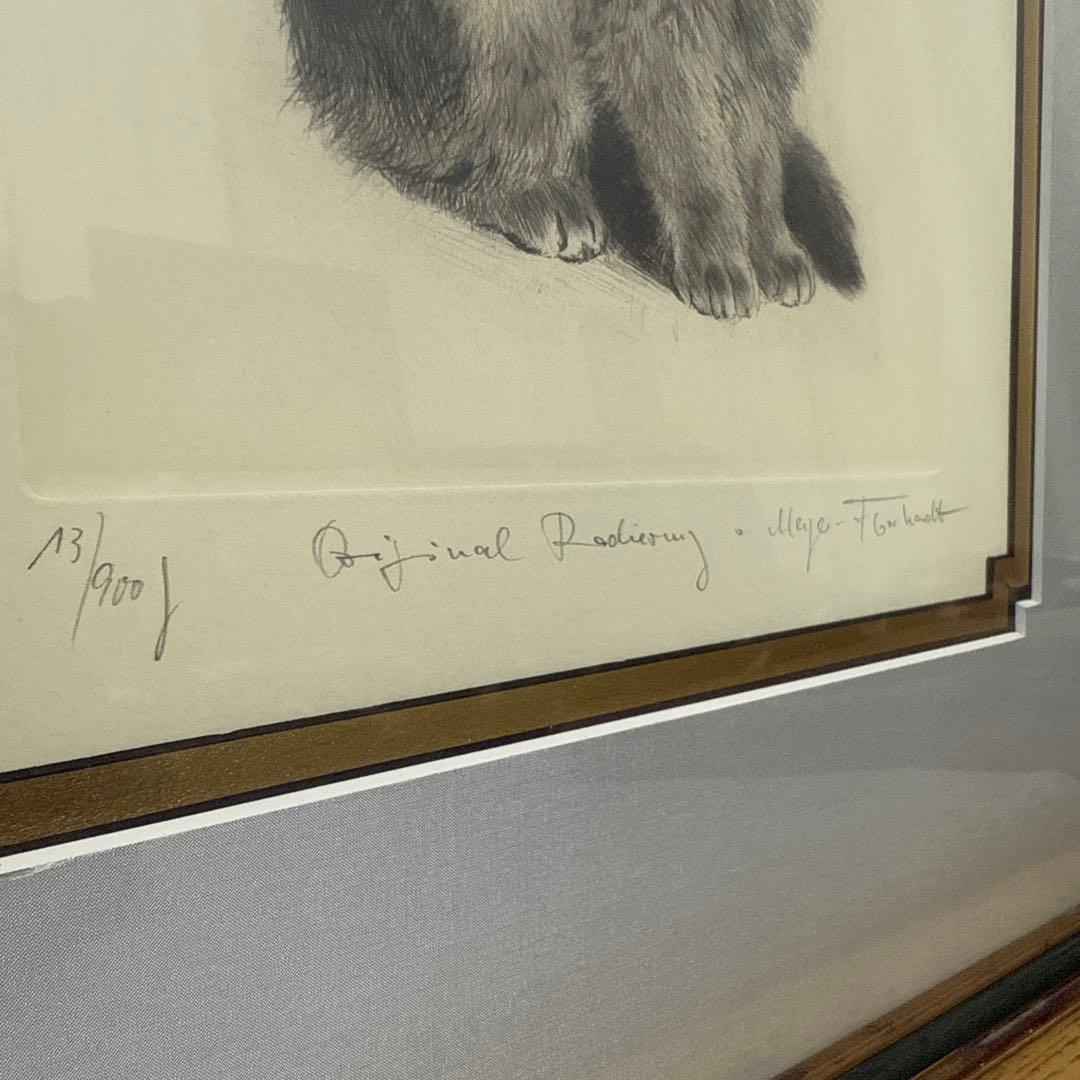 13/900 f Original Radierung . Meyer-Eberhardt